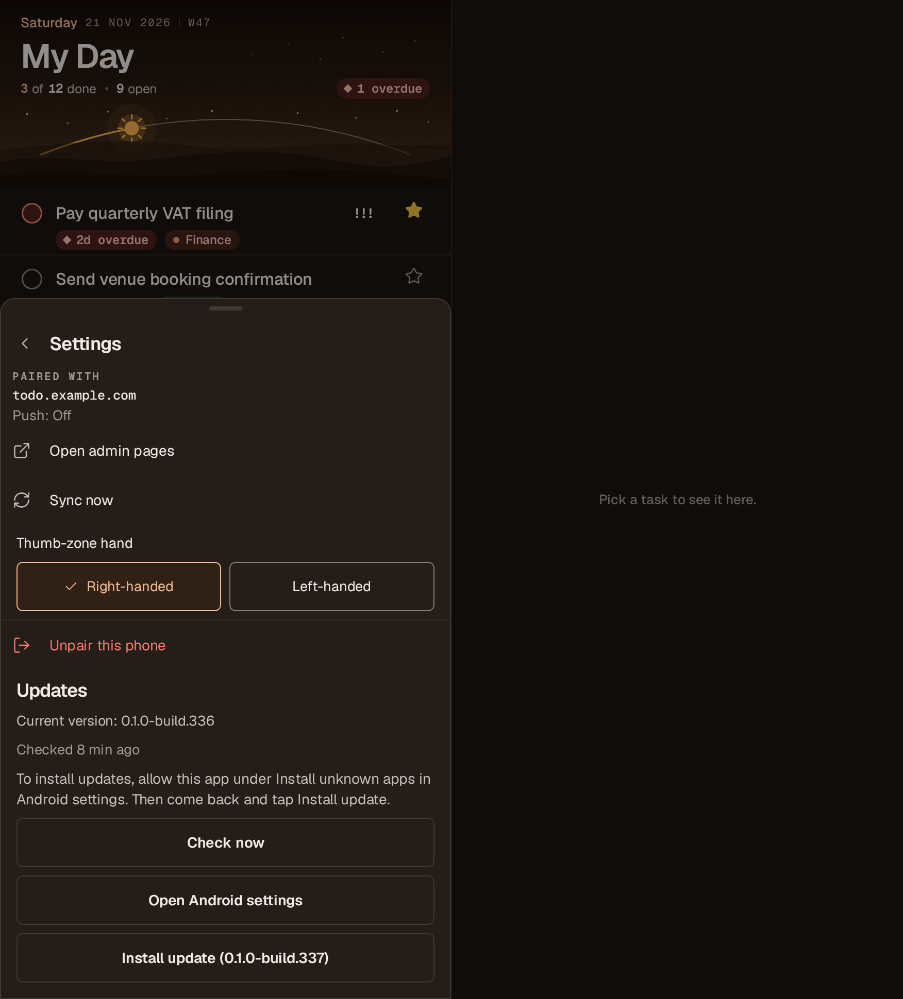 Saturday 21 NOV 2026 | W47
My Day
3 of 12 done • 9 open
1 overdue
Pay quarterly VAT filing !!!
2d overdue Finance
Send venue booking confirmation
Settings
PAIRED WITH
todo.example.com
Push: Off
Open admin pages
Sync now
Thumb-zone hand
Right-handed Left-handed
Unpair this phone
Updates
Current version: 0.1.0-build.336
Checked 8 min ago
To install updates, allow this app under Install unknown apps in
Android settings. Then come back and tap Install update.
Check now
Open Android settings
Install update (0.1.0-build.337)
Pick a task to see it here.